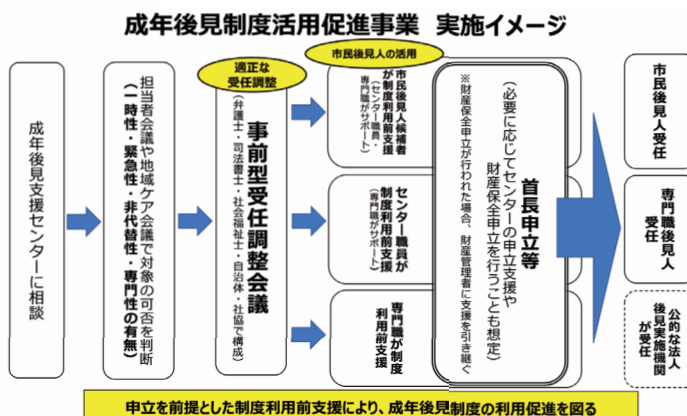 成年後見制度活用促進事業 実施イメージ
成年後見支援センターに相談
担当者会議や地域ケア会議で対象の可否を判断
(一時性・緊急性・非代替性・専門性の有無)
適正な
受任調整
事前型受任調整会議
(弁護士・司法書士・社会福祉士・自治体・社協で構成)
市民後見人の活用
市民後見人候補者
が制度利用前支援
(センター職員・
専門職がサポート)
センター職員が
制度利用前支援
(専門職がサポート)
専門職が制度
利用前支援
首長申立等
(必要に応じてセンターの申立支援や
財産保全申立を行うことも想定)
※財産保全申立が行われた場合、財産管理者に支援を引き継ぐ
市民後見人受任
専門職後見人
受任
公的な法人
後見実施機関
が受任
申立を前提とした制度利用前支援により、成年後見制度の利用促進を図る